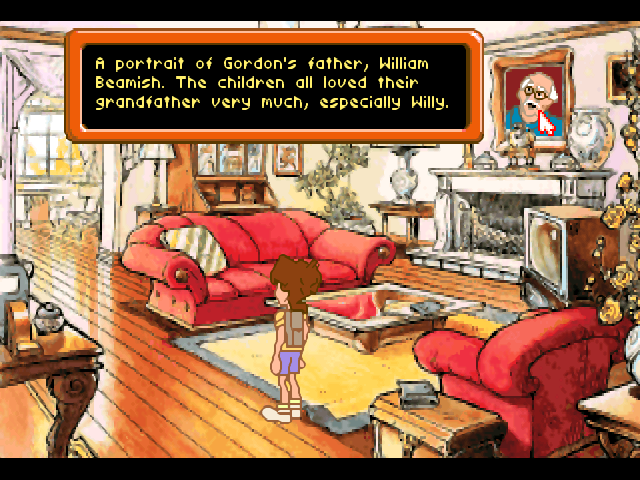 A portrait of Gordon's father, William
Beamish. The children all loved their
grandfather very much, especially Willy.